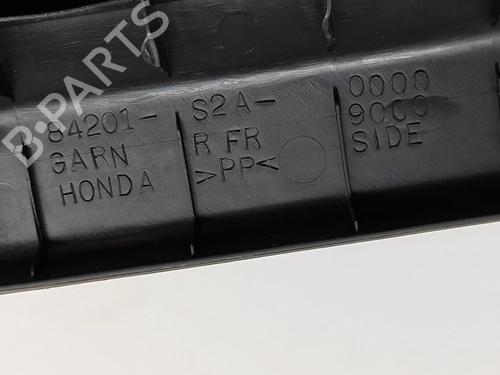 84201- S2A- 0000
GARN R FR 9000
HONDA >PP< SIDE
B-PARTS